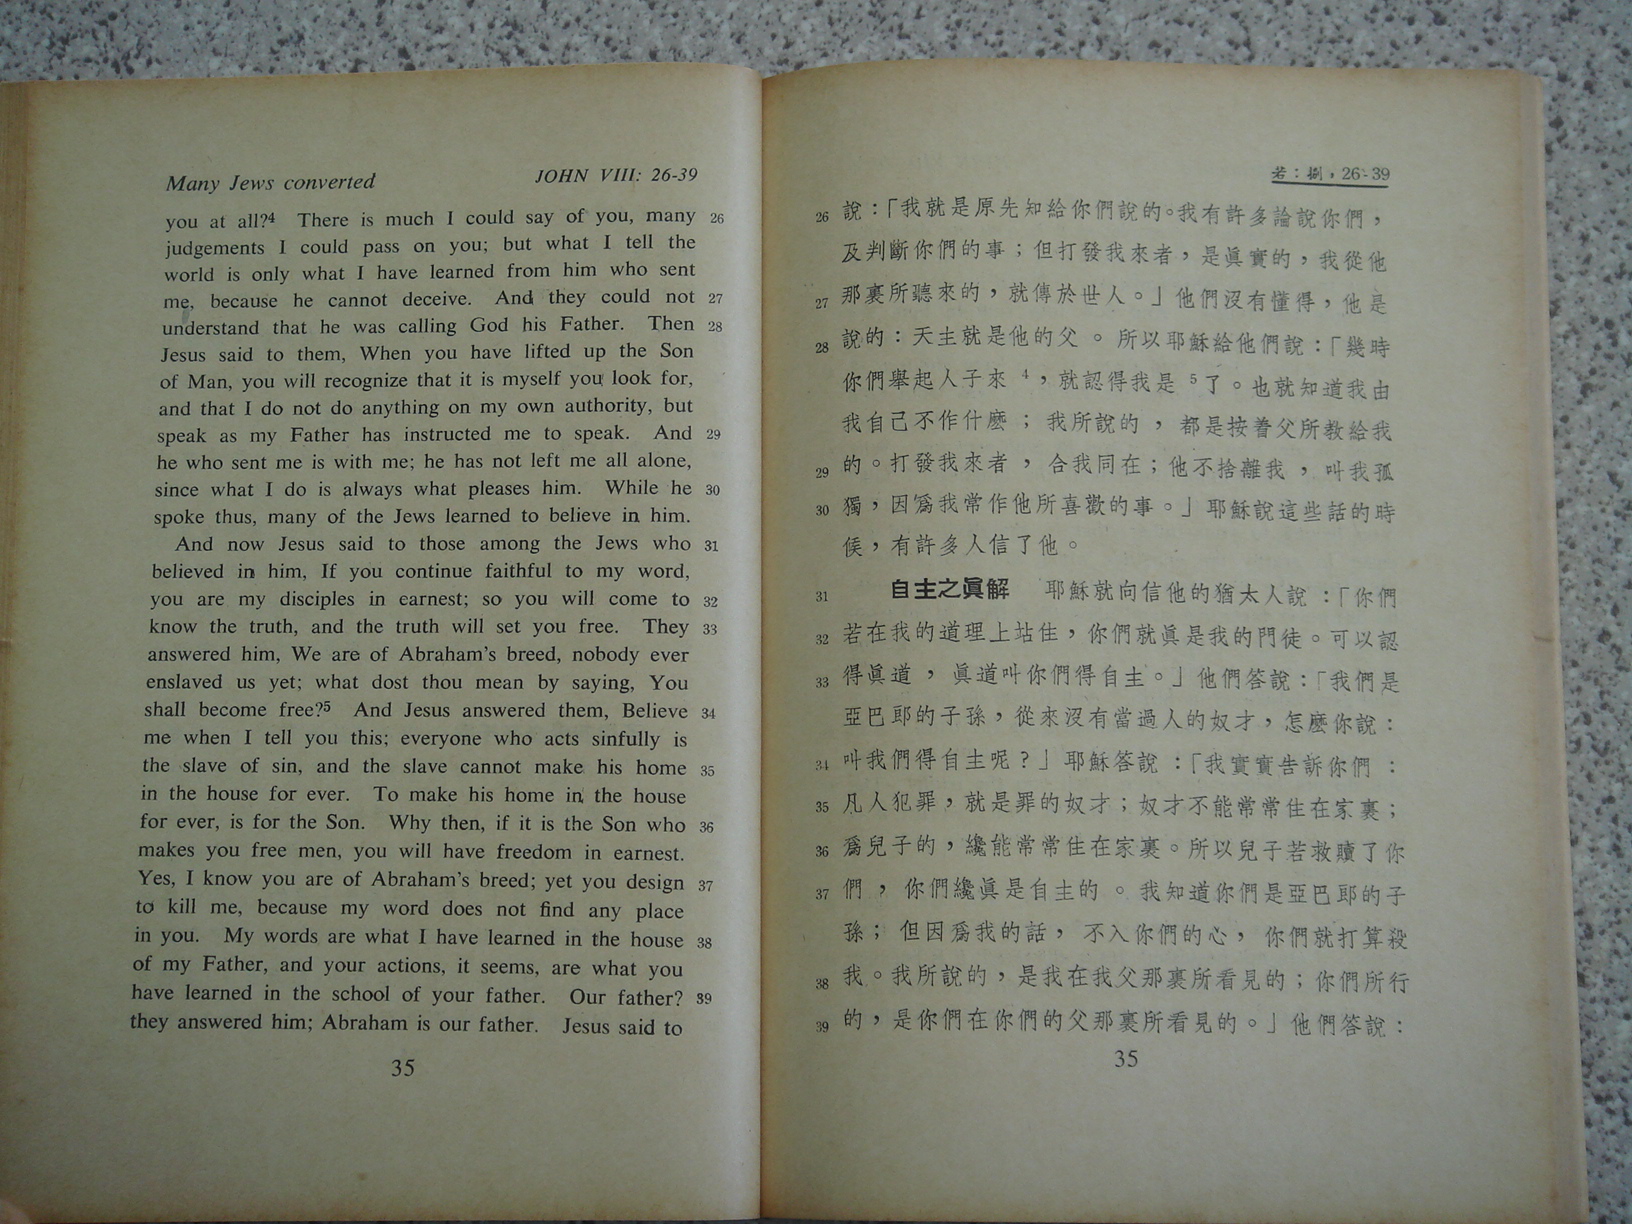 Many Jews converted JOHN VIII: 26-39
you at all?⁴ There is much I could say of you, many 26
judgements I could pass on you; but what I tell the
world is only what I have learned from him who sent
me, because he cannot deceive. And they could not 27
understand that he was calling God his Father. Then 28
Jesus said to them, When you have lifted up the Son
of Man, you will recognize that it is myself you look for,
and that I do not do anything on my own authority, but
speak as my Father has instructed me to speak. And 29
he who sent me is with me; he has not left me all alone,
since what I do is always what pleases him. While he 30
spoke thus, many of the Jews learned to believe in him.
And now Jesus said to those among the Jews who 31
believed in him, If you continue faithful to my word,
you are my disciples in earnest; so you will come to 32
know the truth, and the truth will set you free. They 33
answered him, We are of Abraham's breed, nobody ever
enslaved us yet; what dost thou mean by saying, You
shall become free?⁵ And Jesus answered them, Believe 34
me when I tell you this; everyone who acts sinfully is
the slave of sin, and the slave cannot make his home 35
in the house for ever. To make his home in the house
for ever, is for the Son. Why then, if it is the Son who 36
makes you free men, you will have freedom in earnest.
Yes, I know you are of Abraham's breed; yet you design 37
to kill me, because my word does not find any place
in you. My words are what I have learned in the house 38
of my Father, and your actions, it seems, are what you
have learned in the school of your father. Our father? 39
they answered him; Abraham is our father. Jesus said to
35
若：捌，26-39
26 說：「我就是原先知給你們說的。我有許多論說你們，
及判斷你們的事；但打發我來者，是眞實的，我從他
27 那裏所聽來的，就傳於世人。」他們沒有懂得，他是
28 說的：天主就是他的父。所以耶穌給他們說：「幾時
你們舉起人子來⁴，就認得我是⁵了。也就知道我由
我自己不作什麼；我所說的，都是按着父所教給我
29 的。打發我來者，合我同在；他不捨離我，叫我孤
30 獨，因爲我常作他所喜歡的事。」耶穌說這些話的時
侯，有許多人信了他。
31 自主之眞解 耶穌就向信他的猶太人說：「你們
32 若在我的道理上站住，你們就眞是我的門徒。可以認
33 得眞道，眞道叫你們得自主。」他們答說：「我們是
亞巴郎的子孫，從來沒有當過人的奴才，怎麼你說：
34 叫我們得自主呢？」耶穌答說：「我實實告訴你們：
35 凡人犯罪，就是罪的奴才；奴才不能常常住在家裏；
36 爲兒子的，纔能常常住在家裏。所以兒子若救贖了你
37 們，你們纔眞是自主的。我知道你們是亞巴郎的子
孫；但因爲我的話，不入你們的心，你們就打算殺
38 我。我所說的，是我在我父那裏所看見的；你們所行
39 的，是你們在你們的父那裏所看見的。」他們答說：
35